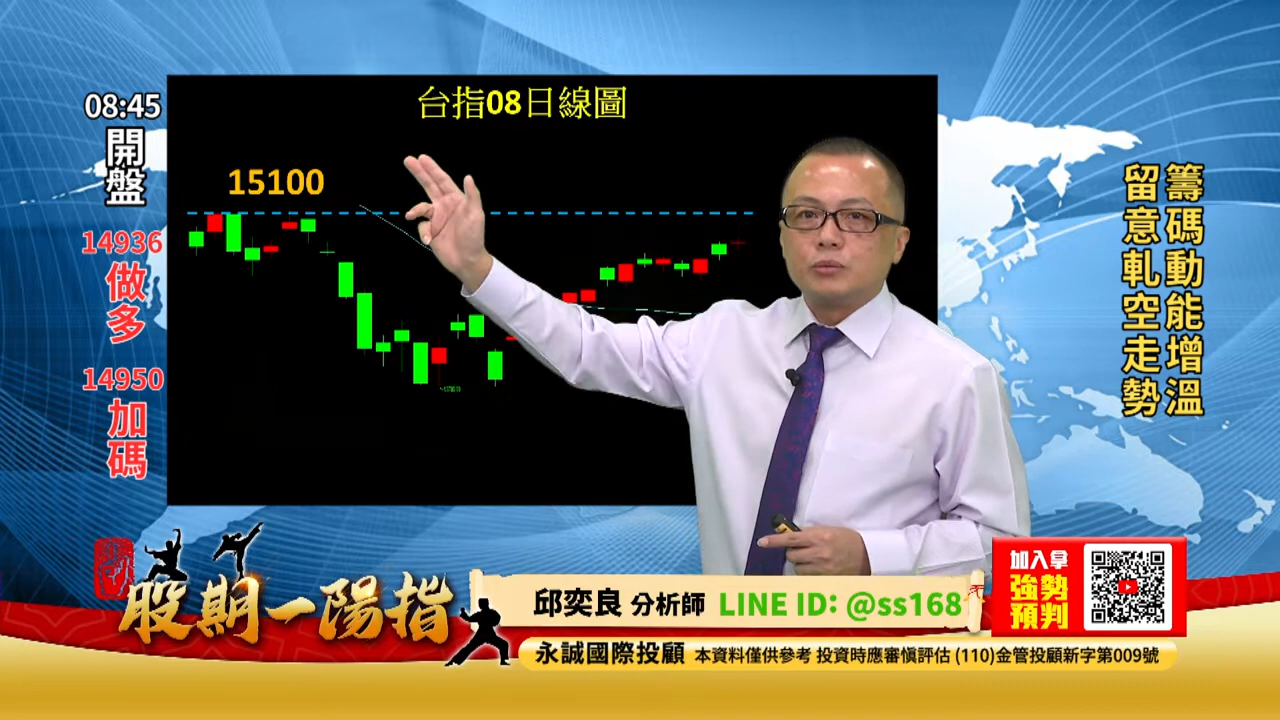 台指08日線圖
08:45
開盤
14936
做多
14950
加碼
15100
籌碼動能增溫
留意軋空走勢
股期一陽指
邱奕良 分析師 LINE ID: @ss168
永誠國際投顧 本資料僅供參考 投資時應審慎評估 (110)金管投顧新字第009號
加入拿
強勢
預判